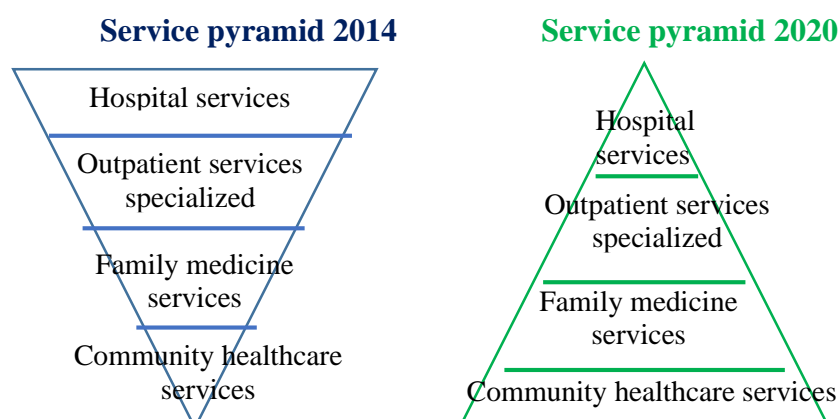 Service pyramid 2014
Hospital services
Outpatient services
specialized
Family medicine
services
Community healthcare
services
Service pyramid 2020
Hospital
services
Outpatient services
specialized
Family medicine
services
Community healthcare services